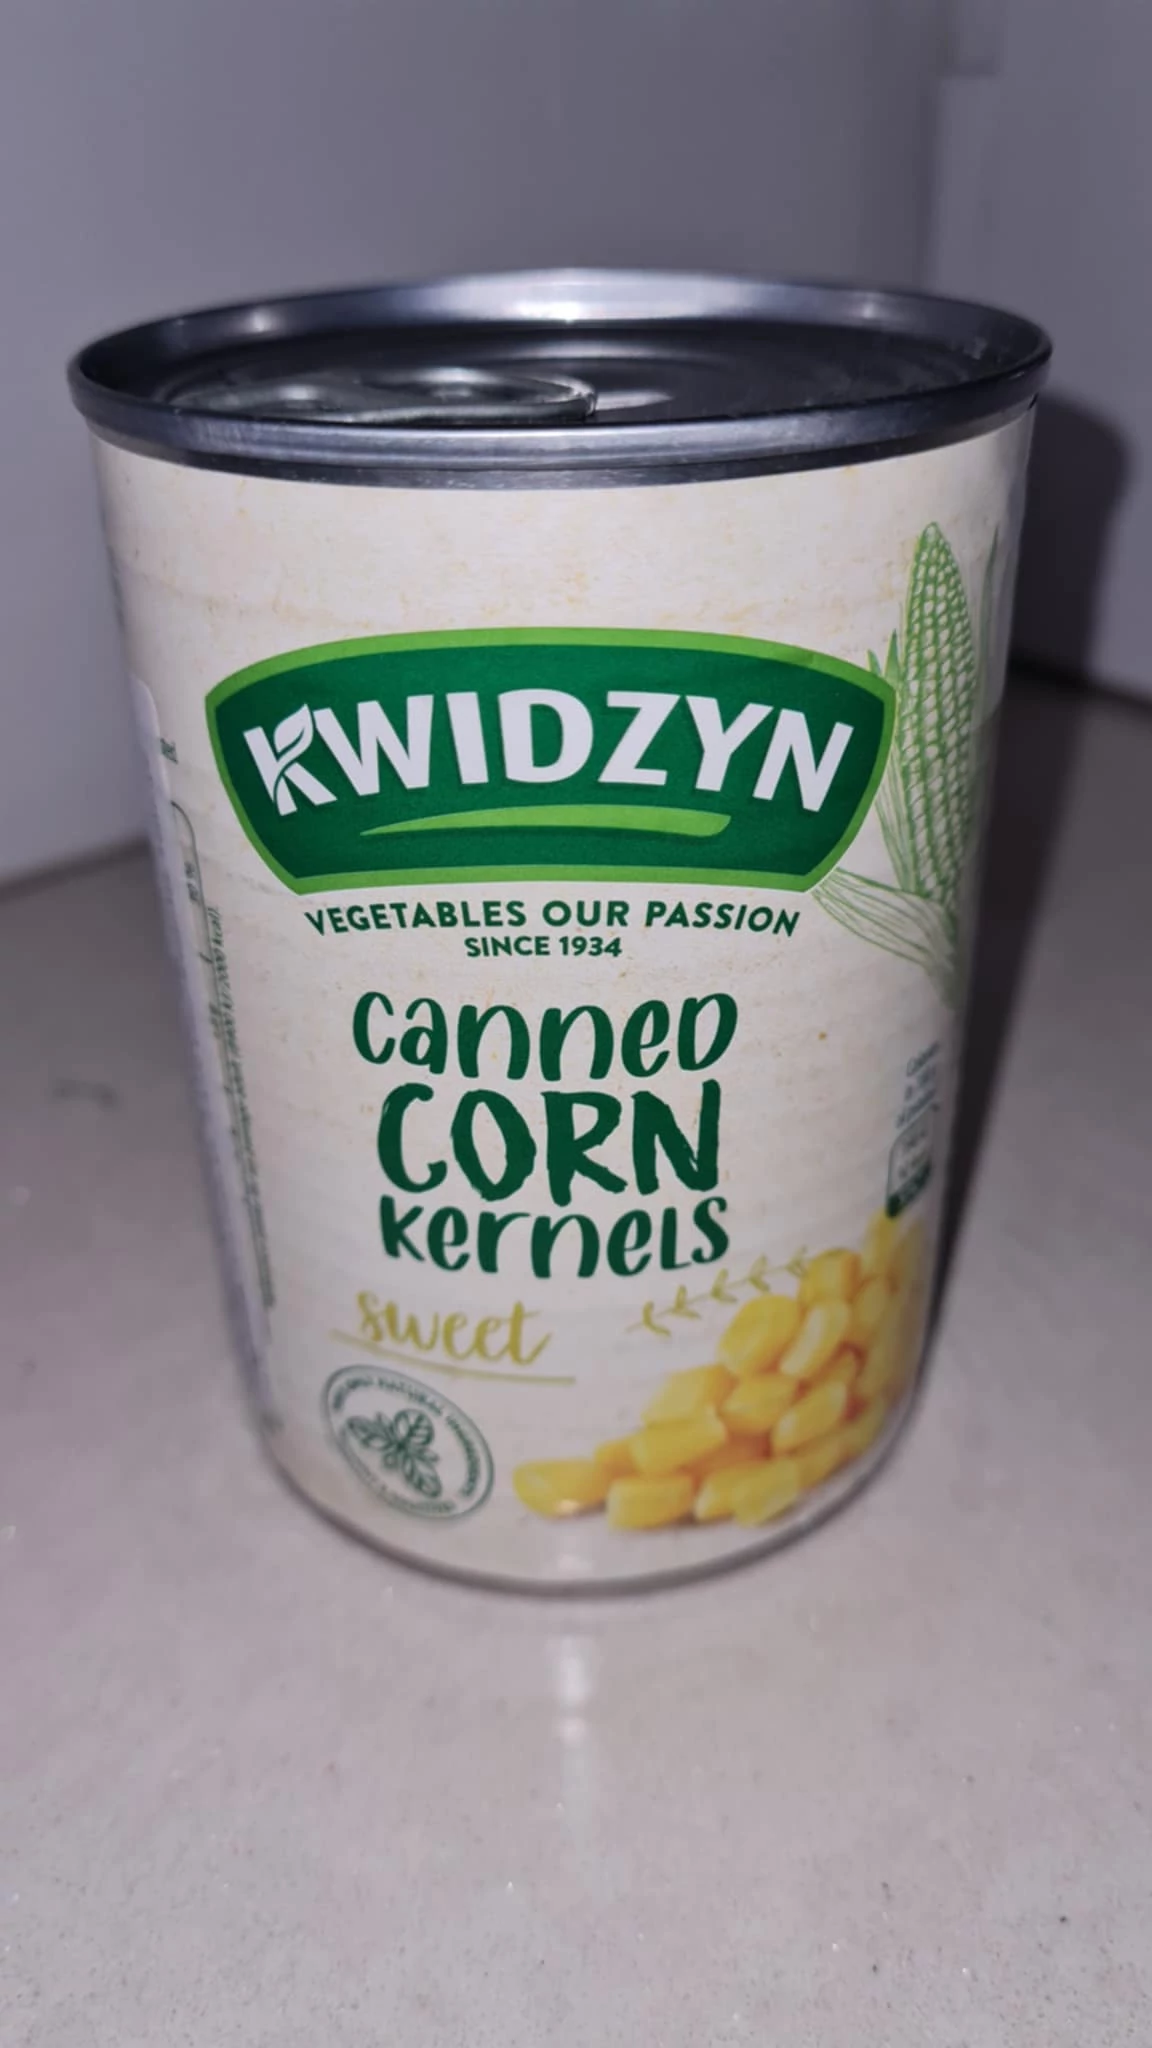 KWIDZYN
VEGETABLES OUR PASSION
SINCE 1934
canned
CORN
kernels
sweet